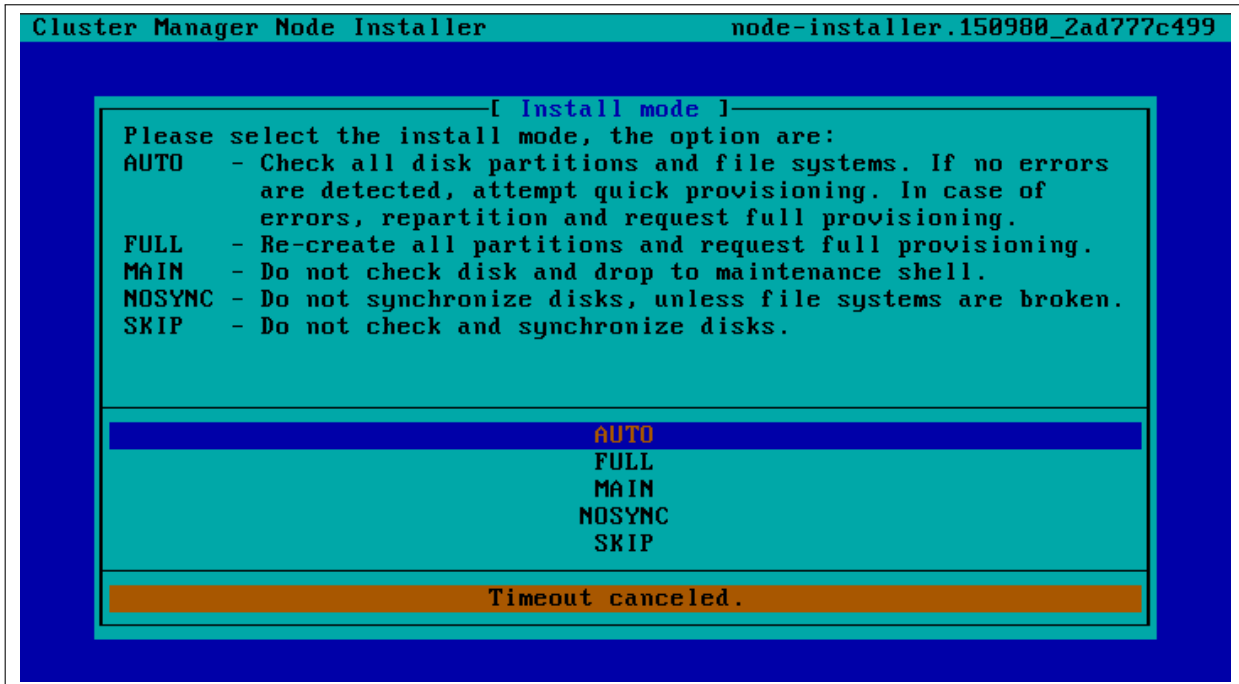 Cluster Manager Node Installer node-installer.150980_2ad777c499
[ Install mode ]
Please select the install mode, the option are:
AUTO - Check all disk partitions and file systems. If no errors
are detected, attempt quick provisioning. In case of
errors, repartition and request full provisioning.
FULL - Re-create all partitions and request full provisioning.
MAIN - Do not check disk and drop to maintenance shell.
NOSYNC - Do not synchronize disks, unless file systems are broken.
SKIP - Do not check and synchronize disks.
AUTO
FULL
MAIN
NOSYNC
SKIP
Timeout canceled.